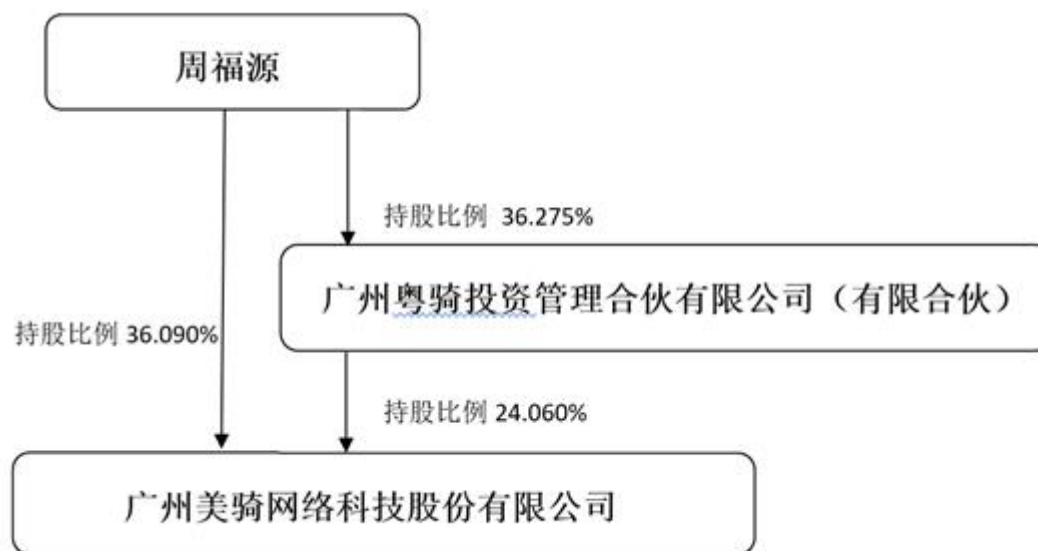 周福源
持股比例 36.275%
广州粤骑投资管理合伙有限公司（有限合伙）
持股比例 36.090%
持股比例 24.060%
广州美骑网络科技股份有限公司